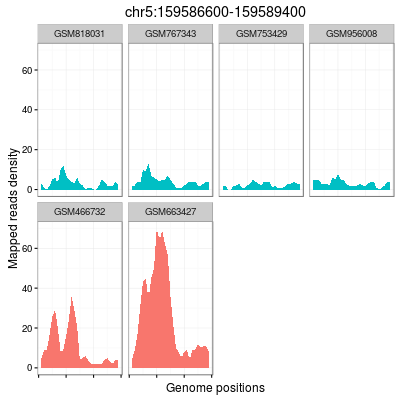 chr5:159586600-159589400
GSM818031 GSM767343 GSM753429 GSM956008
60
40
20
0
Mapped reads density
GSM466732 GSM663427
60
40
20
0
Genome positions